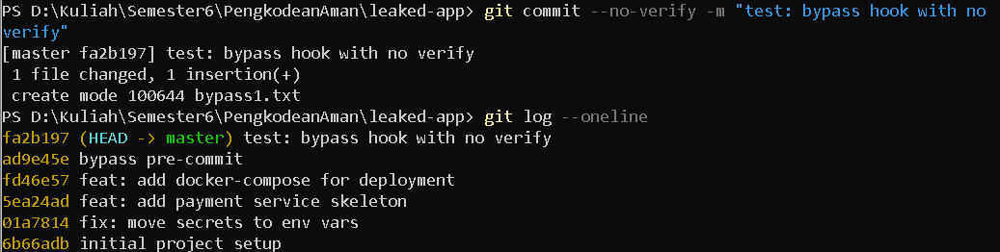 PS D:\Kuliah\Semester6\PengkodeanAman\leaked-app> git commit --no-verify -m "test: bypass hook with no
verify"
[master fa2b197] test: bypass hook with no verify
 1 file changed, 1 insertion(+)
 create mode 100644 bypass1.txt
PS D:\Kuliah\Semester6\PengkodeanAman\leaked-app> git log --oneline
fa2b197 (HEAD -> master) test: bypass hook with no verify
ad9e45e bypass pre-commit
fd46e57 feat: add docker-compose for deployment
5ea24ad feat: add payment service skeleton
01a7814 fix: move secrets to env vars
6b66adb initial project setup